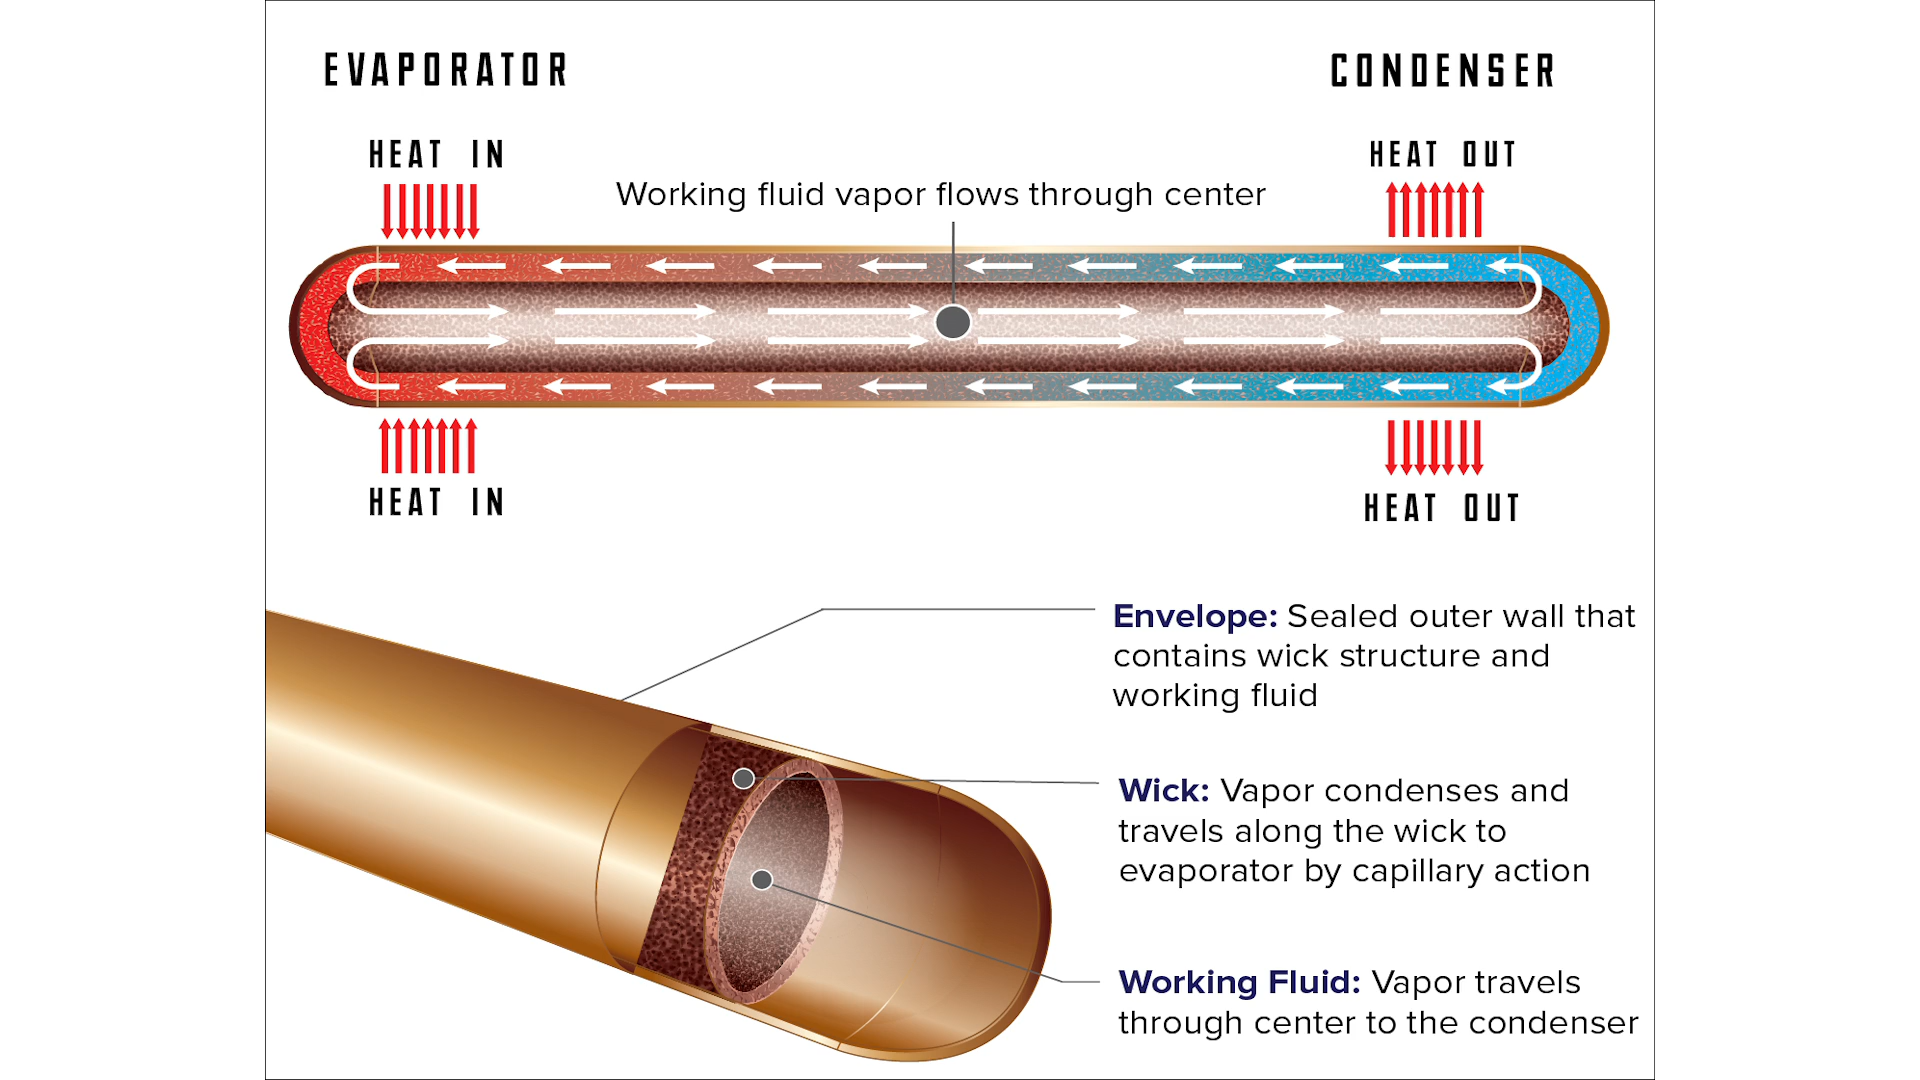 EVAPORATOR
CONDENSER
HEAT IN
HEAT OUT
Working fluid vapor flows through center
HEAT IN
HEAT OUT
Envelope: Sealed outer wall that
contains wick structure and
working fluid
Wick: Vapor condenses and
travels along the wick to
evaporator by capillary action
Working Fluid: Vapor travels
through center to the condenser